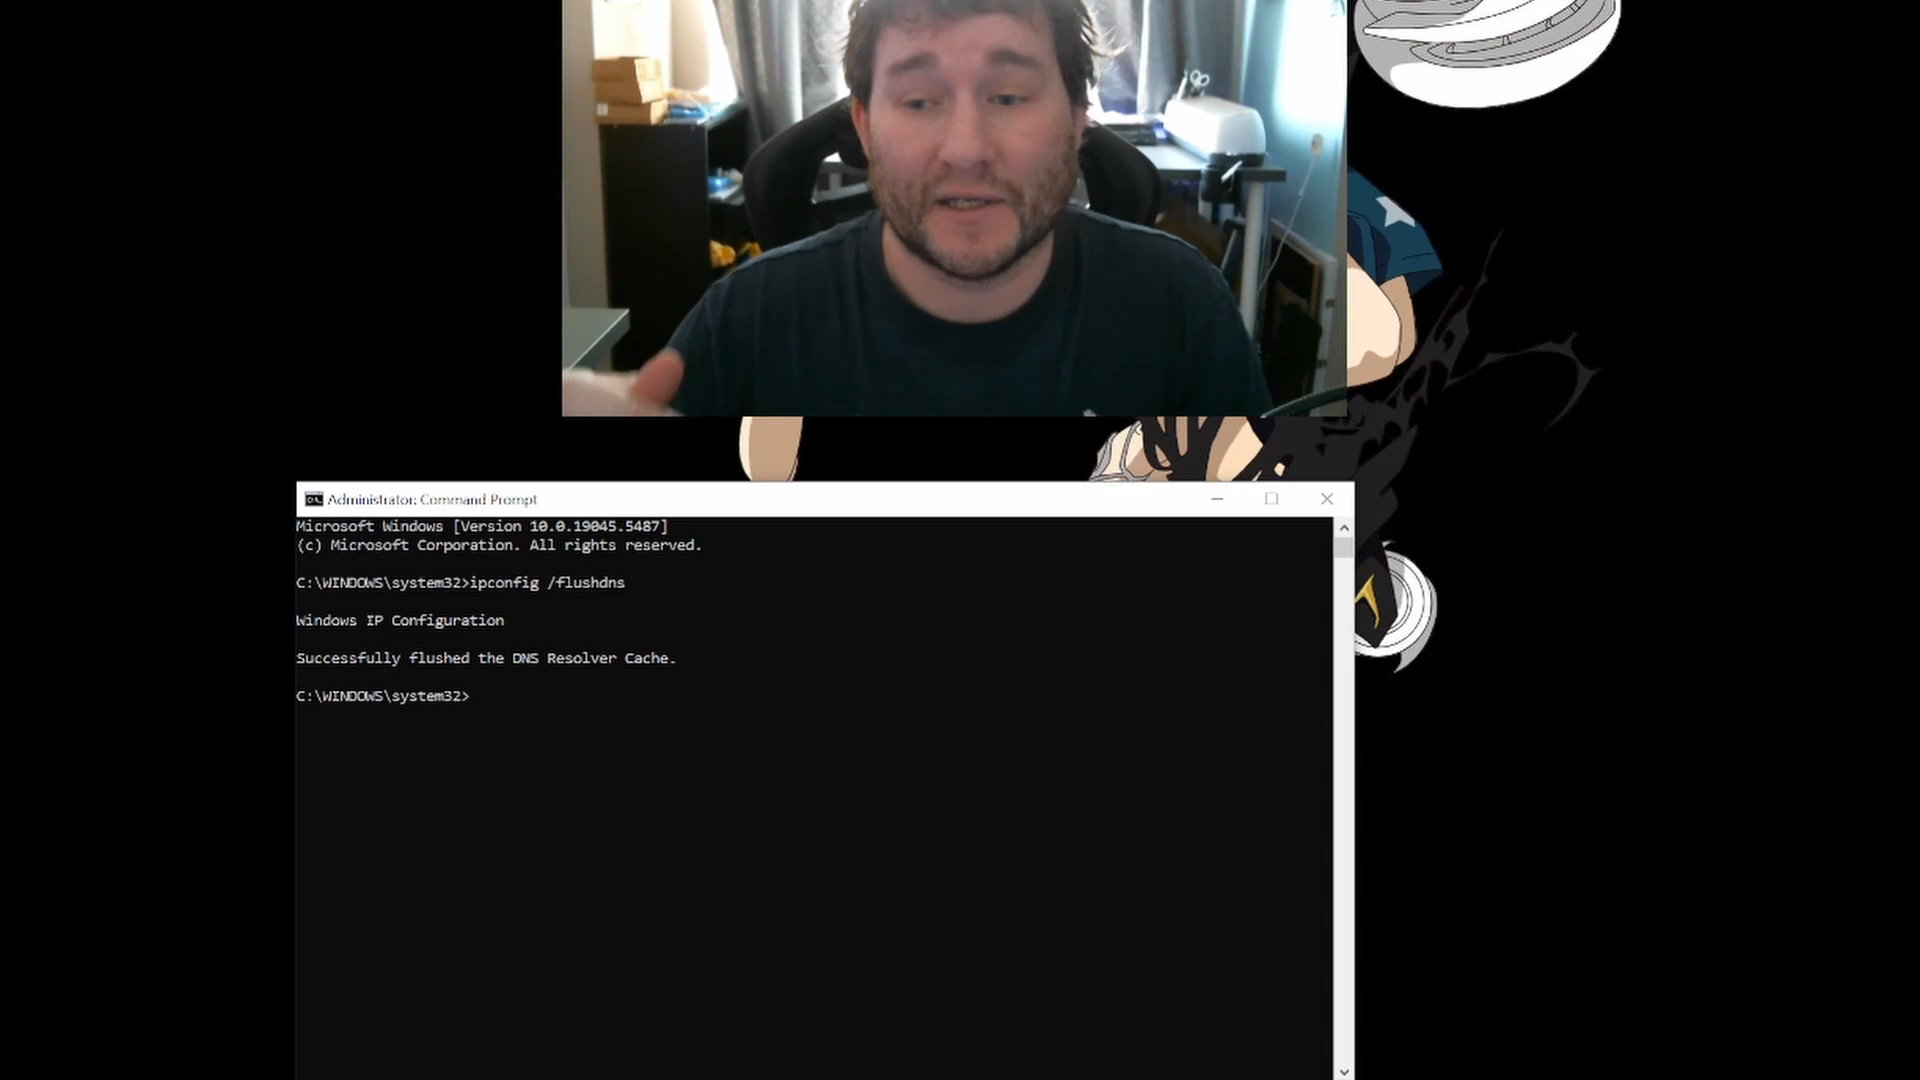 Administrator: Command Prompt
Microsoft Windows [Version 10.0.19045.5487]
(c) Microsoft Corporation. All rights reserved.
C:\WINDOWS\system32>ipconfig /flushdns
Windows IP Configuration
Successfully flushed the DNS Resolver Cache.
C:\WINDOWS\system32>